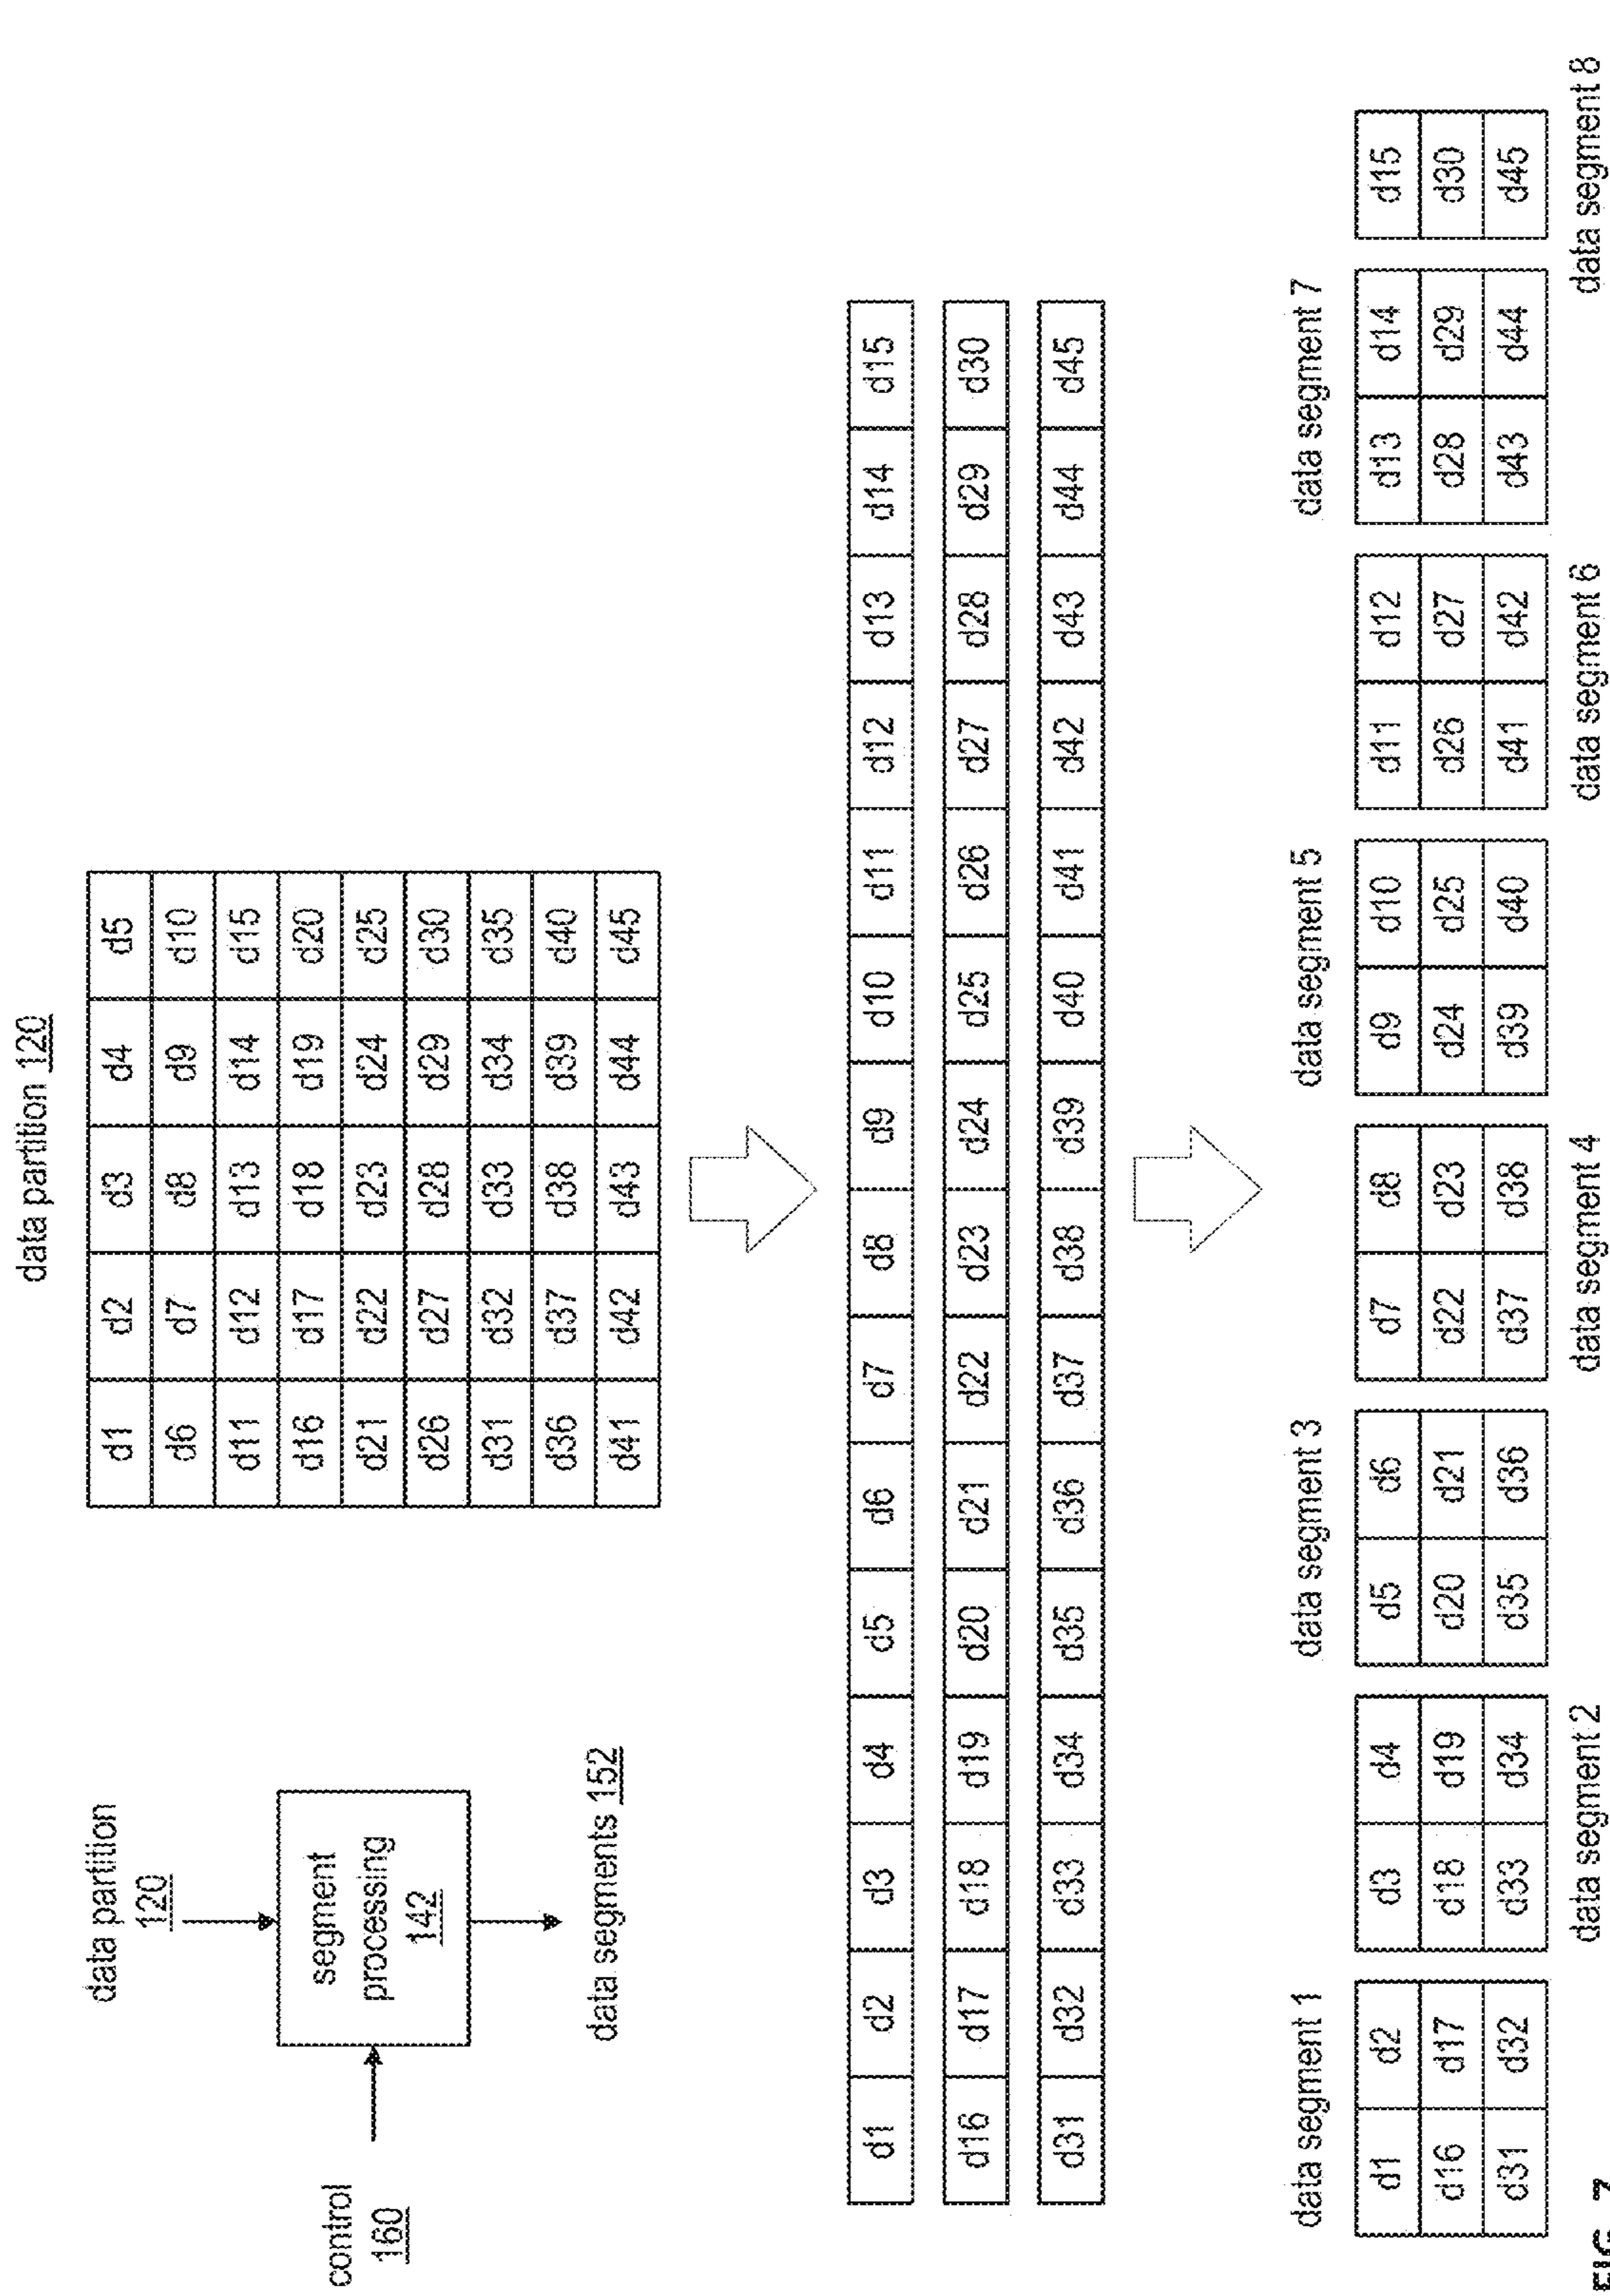 data partition 120
data partition
120
control
160
segment
processing
142
data segments 152
d1 d2 d3 d4 d5
d6 d7 d8 d9 d10
d11 d12 d13 d14 d15
d16 d17 d18 d19 d20
d21 d22 d23 d24 d25
d26 d27 d28 d29 d30
d31 d32 d33 d34 d35
d36 d37 d38 d39 d40
d41 d42 d43 d44 d45
d1 d2 d3 d4 d5 d6 d7 d8 d9 d10 d11 d12 d13 d14 d15
d16 d17 d18 d19 d20 d21 d22 d23 d24 d25 d26 d27 d28 d29 d30
d31 d32 d33 d34 d35 d36 d37 d38 d39 d40 d41 d42 d43 d44 d45
data segment 1 data segment 3 data segment 5 data segment 7
d1 d2 d3 d4 d5 d6 d7 d8 d9 d10 d11 d12 d13 d14 d15
d16 d17 d18 d19 d20 d21 d22 d23 d24 d25 d26 d27 d28 d29 d30
d31 d32 d33 d34 d35 d36 d37 d38 d39 d40 d41 d42 d43 d44 d45
data segment 2 data segment 4 data segment 6 data segment 8
FIG. 7